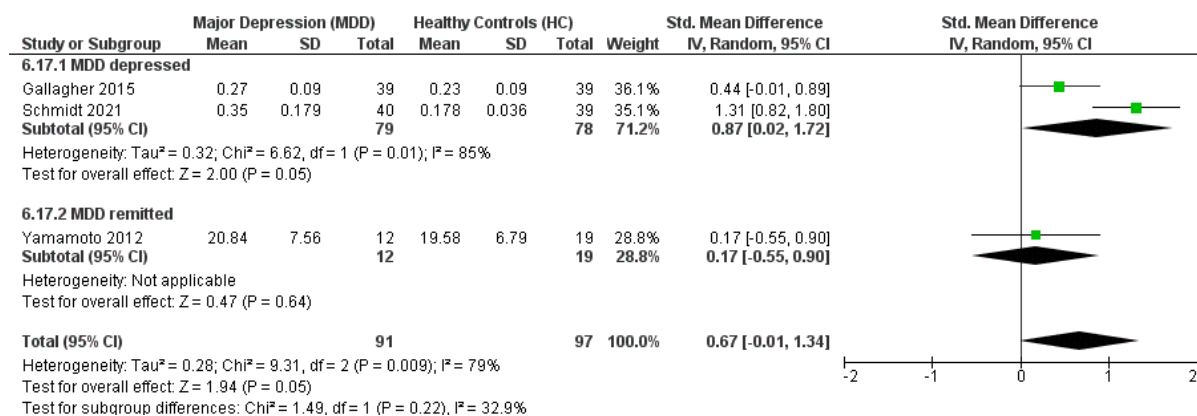 Major Depression (MDD) Healthy Controls (HC) Std. Mean Difference Std. Mean Difference
Study or Subgroup Mean SD Total Mean SD Total Weight IV, Random, 95% CI IV, Random, 95% CI
6.17.1 MDD depressed
Gallagher 2015 0.27 0.09 39 0.23 0.09 39 36.1% 0.44 [-0.01, 0.89]
Schmidt 2021 0.35 0.179 40 0.178 0.036 39 35.1% 1.31 [0.82, 1.80]
Subtotal (95% CI) 79 78 71.2% 0.87 [0.02, 1.72]
Heterogeneity: Tau² = 0.32; Chi² = 6.62, df = 1 (P = 0.01); I² = 85%
Test for overall effect: Z = 2.00 (P = 0.05)
6.17.2 MDD remitted
Yamamoto 2012 20.84 7.56 12 19.58 6.79 19 28.8% 0.17 [-0.55, 0.90]
Subtotal (95% CI) 12 19 28.8% 0.17 [-0.55, 0.90]
Heterogeneity: Not applicable
Test for overall effect: Z = 0.47 (P = 0.64)
Total (95% CI) 91 97 100.0% 0.67 [-0.01, 1.34]
Heterogeneity: Tau² = 0.28; Chi² = 9.31, df = 2 (P = 0.009); I² = 79%
Test for overall effect: Z = 1.94 (P = 0.05)
Test for subgroup differences: Chi² = 1.49, df = 1 (P = 0.22), I² = 32.9%
-2 -1 0 1 2